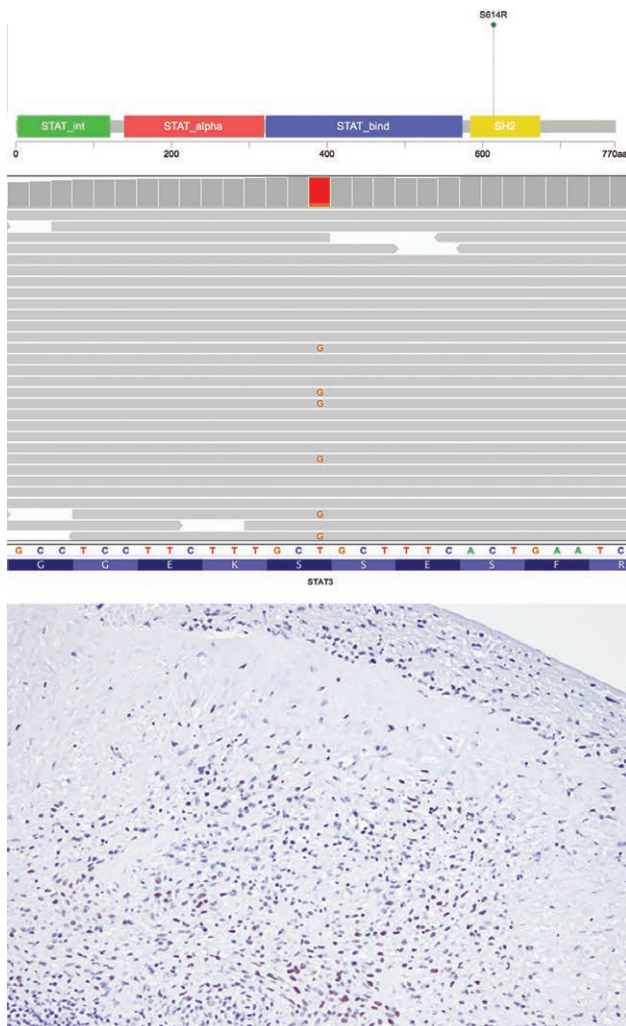 S614R
STAT_int STAT_alpha STAT_bind SH2
0 200 400 600 770aa
G
G
G
G
G
G
G C C T C C T T C T T T G C T G C T T T C A C T G A A T C
G G E K S S E S F R
STAT3